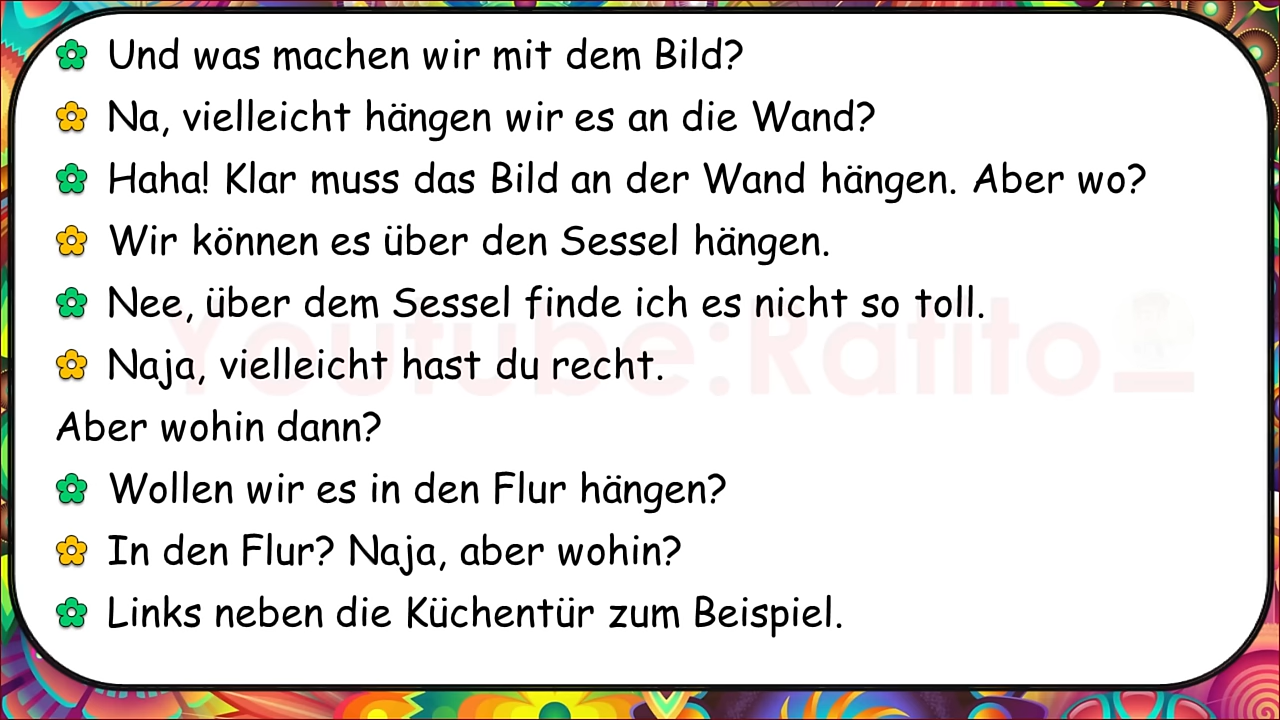 Und was machen wir mit dem Bild?
Na, vielleicht hängen wir es an die Wand?
Haha! Klar muss das Bild an der Wand hängen. Aber wo?
Wir können es über den Sessel hängen.
Nee, über dem Sessel finde ich es nicht so toll.
Youtube:Ratito
Naja, vielleicht hast du recht.
Aber wohin dann?
Wollen wir es in den Flur hängen?
In den Flur? Naja, aber wohin?
Links neben die Küchentür zum Beispiel.